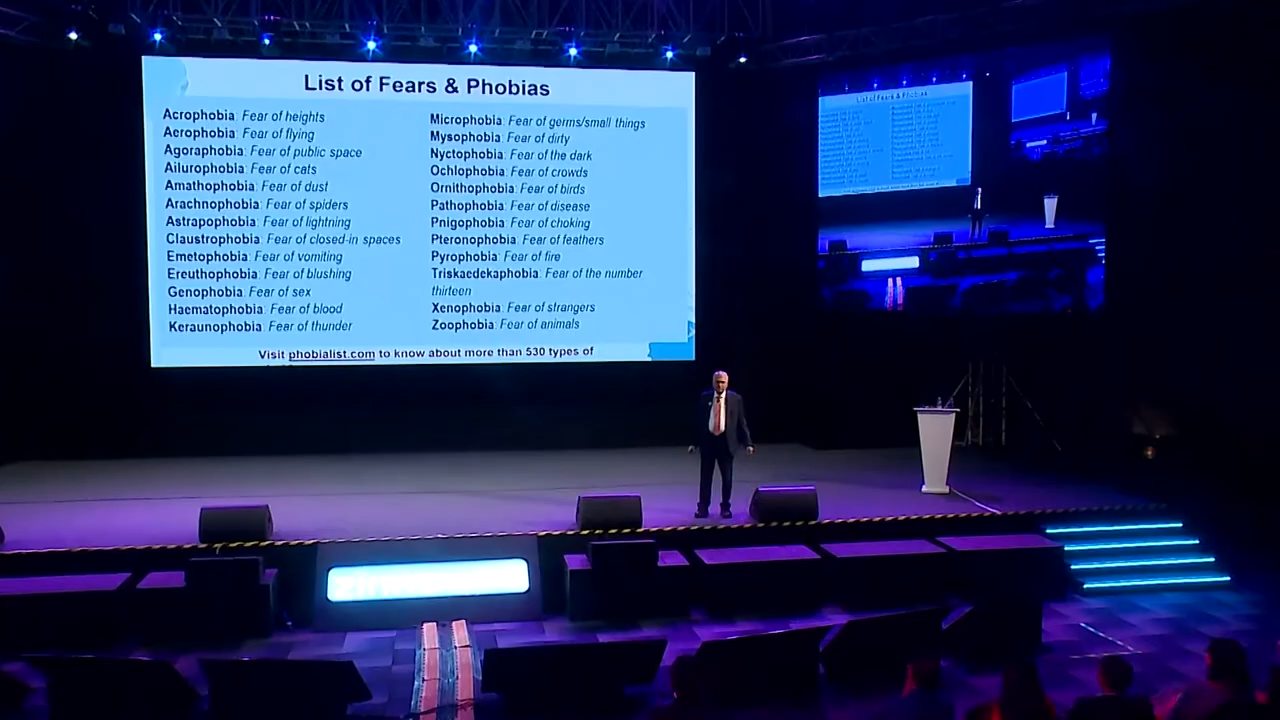 List of Fears & Phobias
Acrophobia: Fear of heights
Aerophobia: Fear of flying
Agoraphobia: Fear of public space
Ailurophobia: Fear of cats
Amathophobia: Fear of dust
Arachnophobia: Fear of spiders
Astrapophobia: Fear of lightning
Claustrophobia: Fear of closed-in spaces
Emetophobia: Fear of vomiting
Ereuthophobia: Fear of blushing
Genophobia: Fear of sex
Haematophobia: Fear of blood
Keraunophobia: Fear of thunder
Microphobia: Fear of germs/small things
Mysophobia: Fear of dirty
Nyctophobia: Fear of the dark
Ochlophobia: Fear of crowds
Ornithophobia: Fear of birds
Pathophobia: Fear of disease
Pnigophobia: Fear of choking
Pteronophobia: Fear of feathers
Pyrophobia: Fear of fire
Triskaedekaphobia: Fear of the number
thirteen
Xenophobia: Fear of strangers
Zoophobia: Fear of animals
Visit phobialist.com to know about more than 530 types of
List of Fears & Phobias